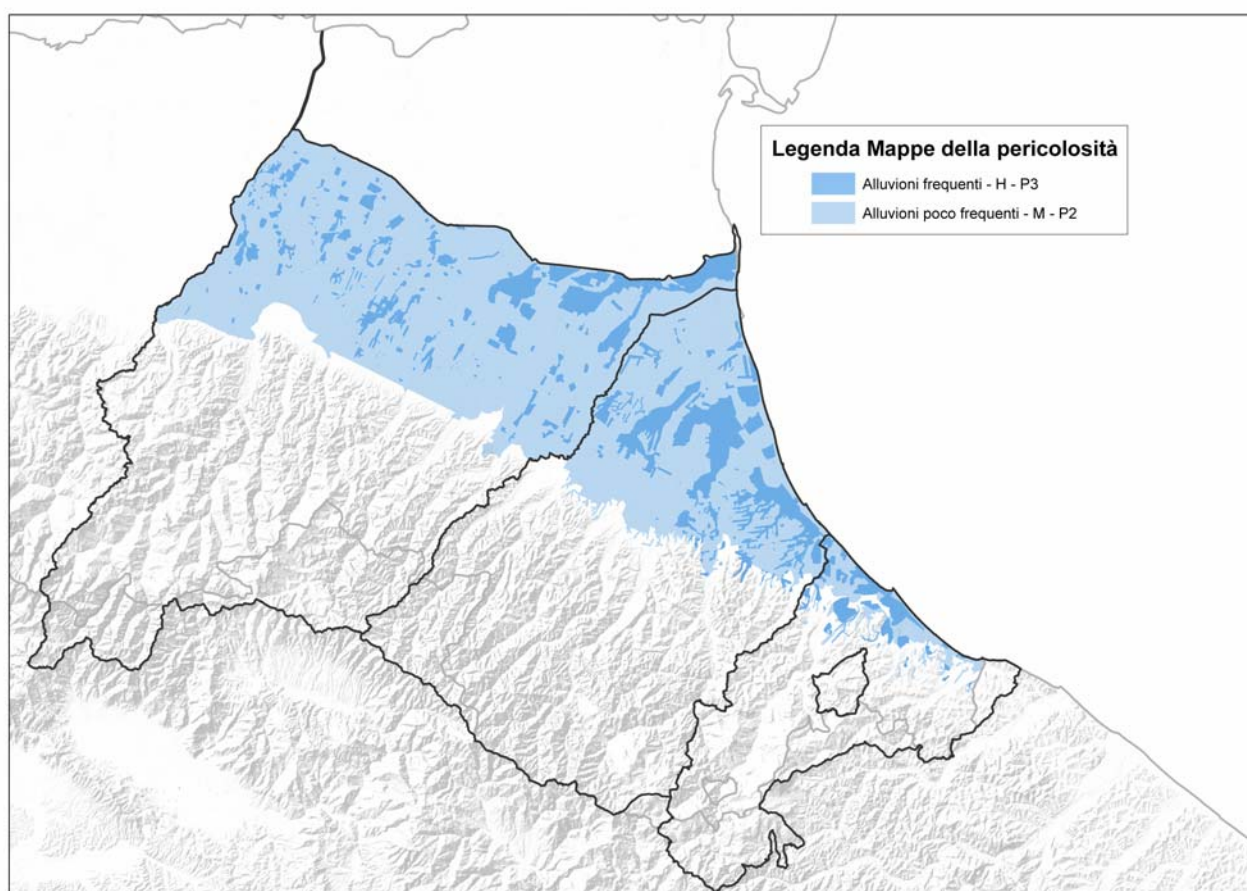 Legenda Mappe della pericolosità
Alluvioni frequenti - H - P3
Alluvioni poco frequenti - M - P2